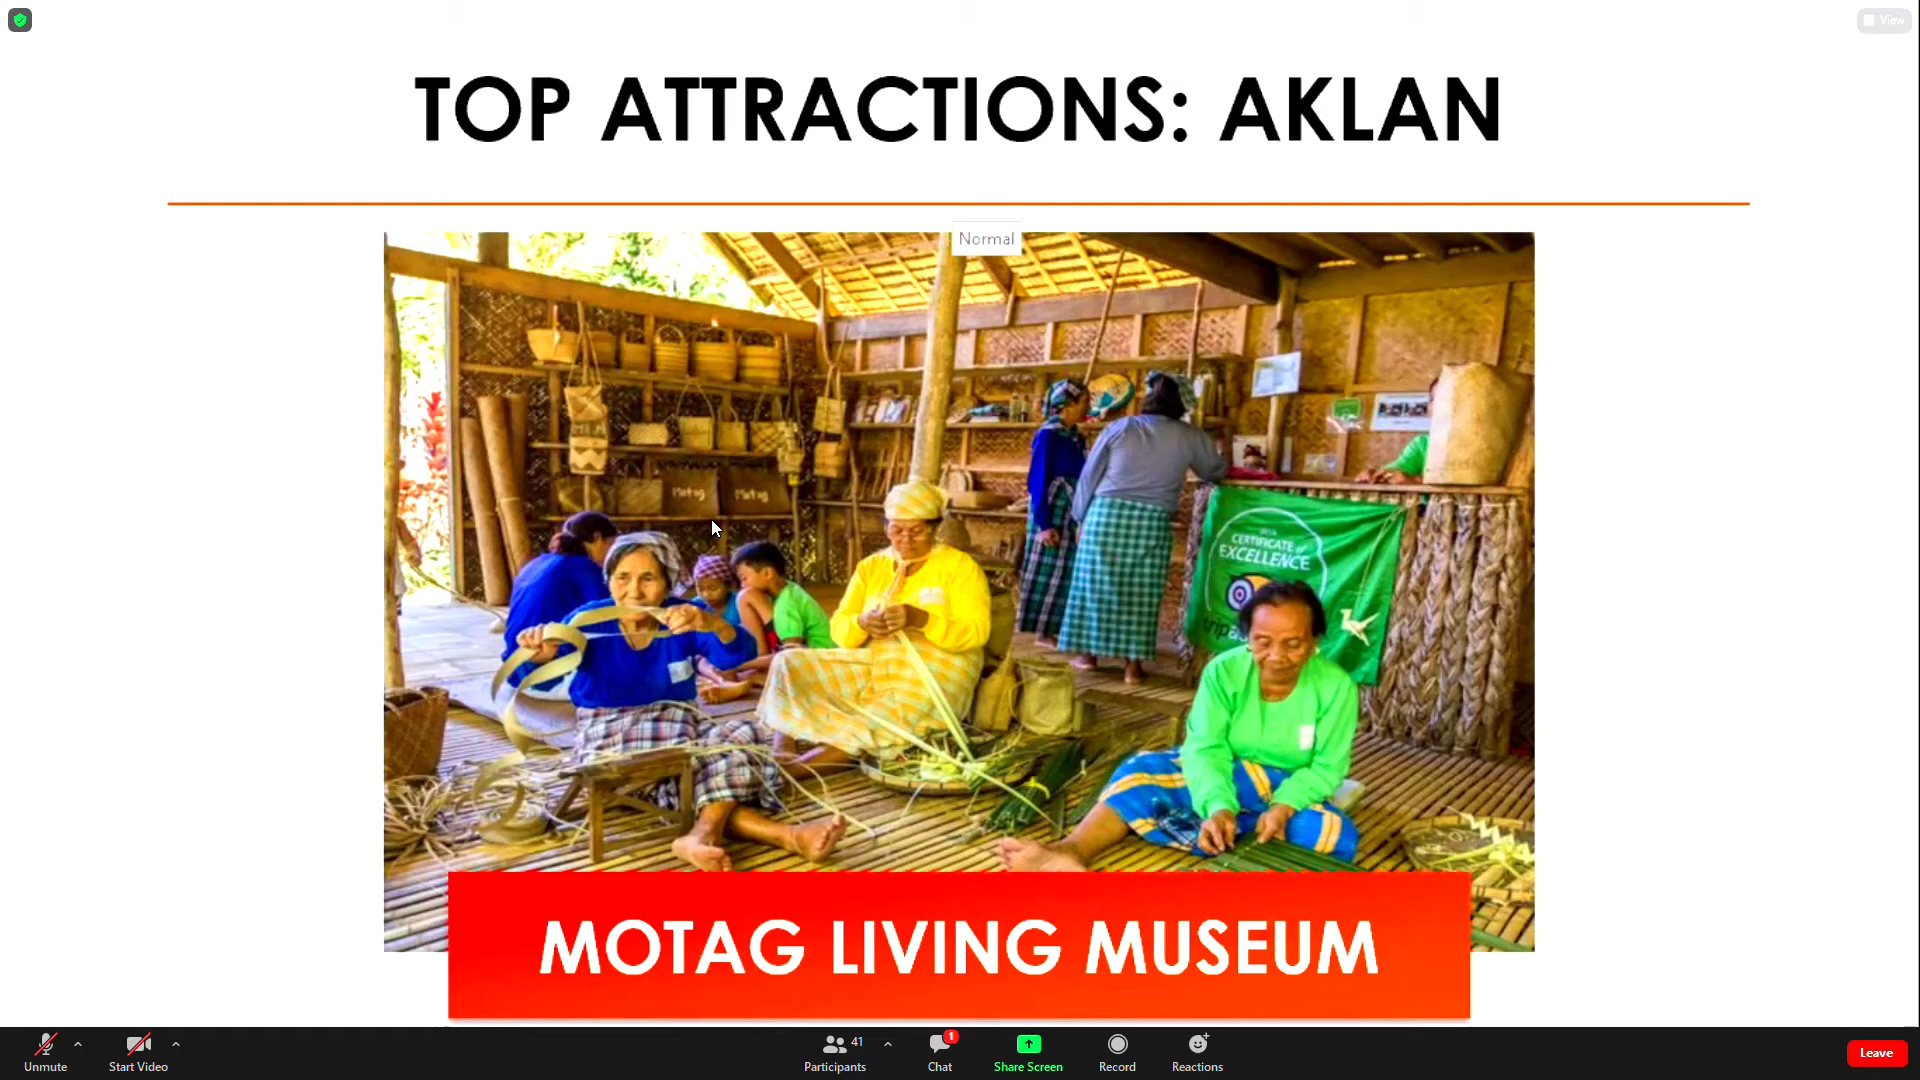 View
TOP ATTRACTIONS: AKLAN
Normal
Motag
Motag
CERTIFICATE of
EXCELLENCE
MOTAG LIVING MUSEUM
Unmute
Start Video
41
Participants
1
Chat
Share Screen
Record
Reactions
Leave